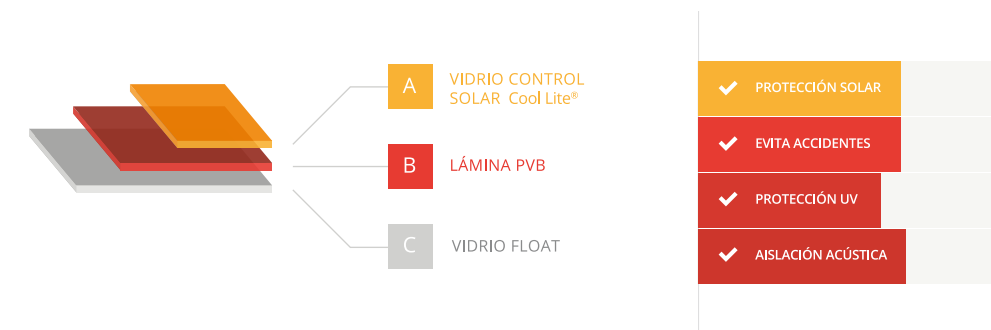 A
VIDRIO CONTROL
SOLAR Cool Lite®
B
LÁMINA PVB
C
VIDRIO FLOAT
PROTECCIÓN SOLAR
EVITA ACCIDENTES
PROTECCIÓN UV
AISLACIÓN ACÚSTICA